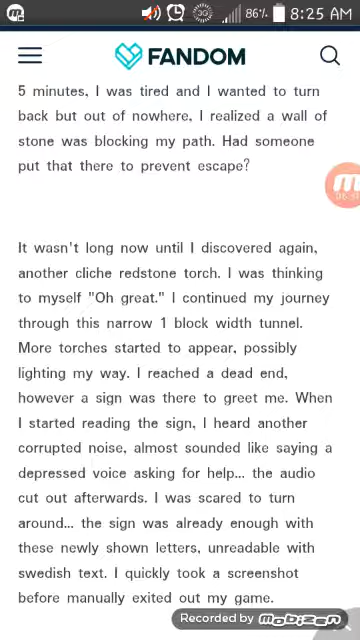 3G 86% 8:25 AM
FANDOM
5 minutes, I was tired and I wanted to turn
back but out of nowhere, I realized a wall of
stone was blocking my path. Had someone
put that there to prevent escape?
It wasn't long now until I discovered again,
another cliche redstone torch. I was thinking
to myself "Oh great." I continued my journey
through this narrow 1 block width tunnel.
More torches started to appear, possibly
lighting my way. I reached a dead end,
however a sign was there to greet me. When
I started reading the sign, I heard another
corrupted noise, almost sounded like saying a
depressed voice asking for help... the audio
cut out afterwards. I was scared to turn
around... the sign was already enough with
these newly shown letters, unreadable with
swedish text. I quickly took a screenshot
before manually exited out my game.
Recorded by mobizen